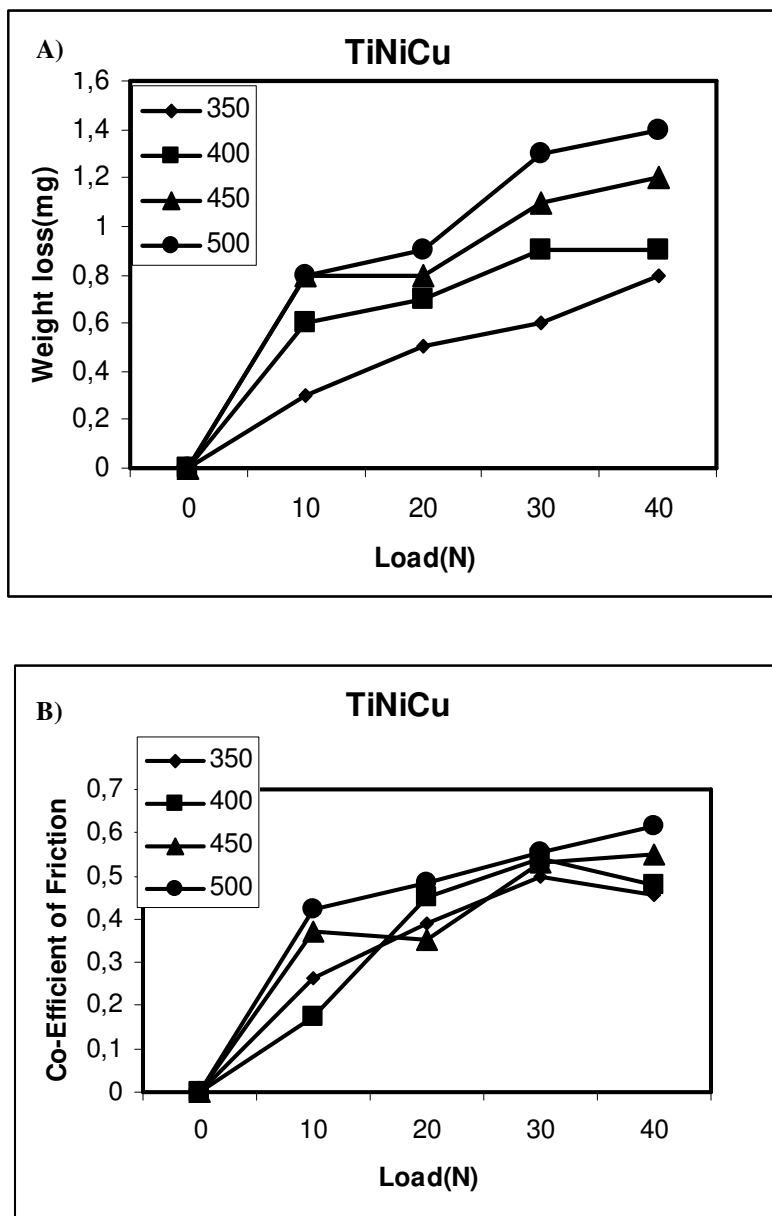 A)
TiNiCu
1,6
1,4
1,2
1
0,8
0,6
0,4
0,2
0
350
400
450
500
Weight loss(mg)
0 10 20 30 40
Load(N)
B)
TiNiCu
0,7
0,6
0,5
0,4
0,3
0,2
0,1
0
350
400
450
500
Co-Efficient of Friction
0 10 20 30 40
Load(N)